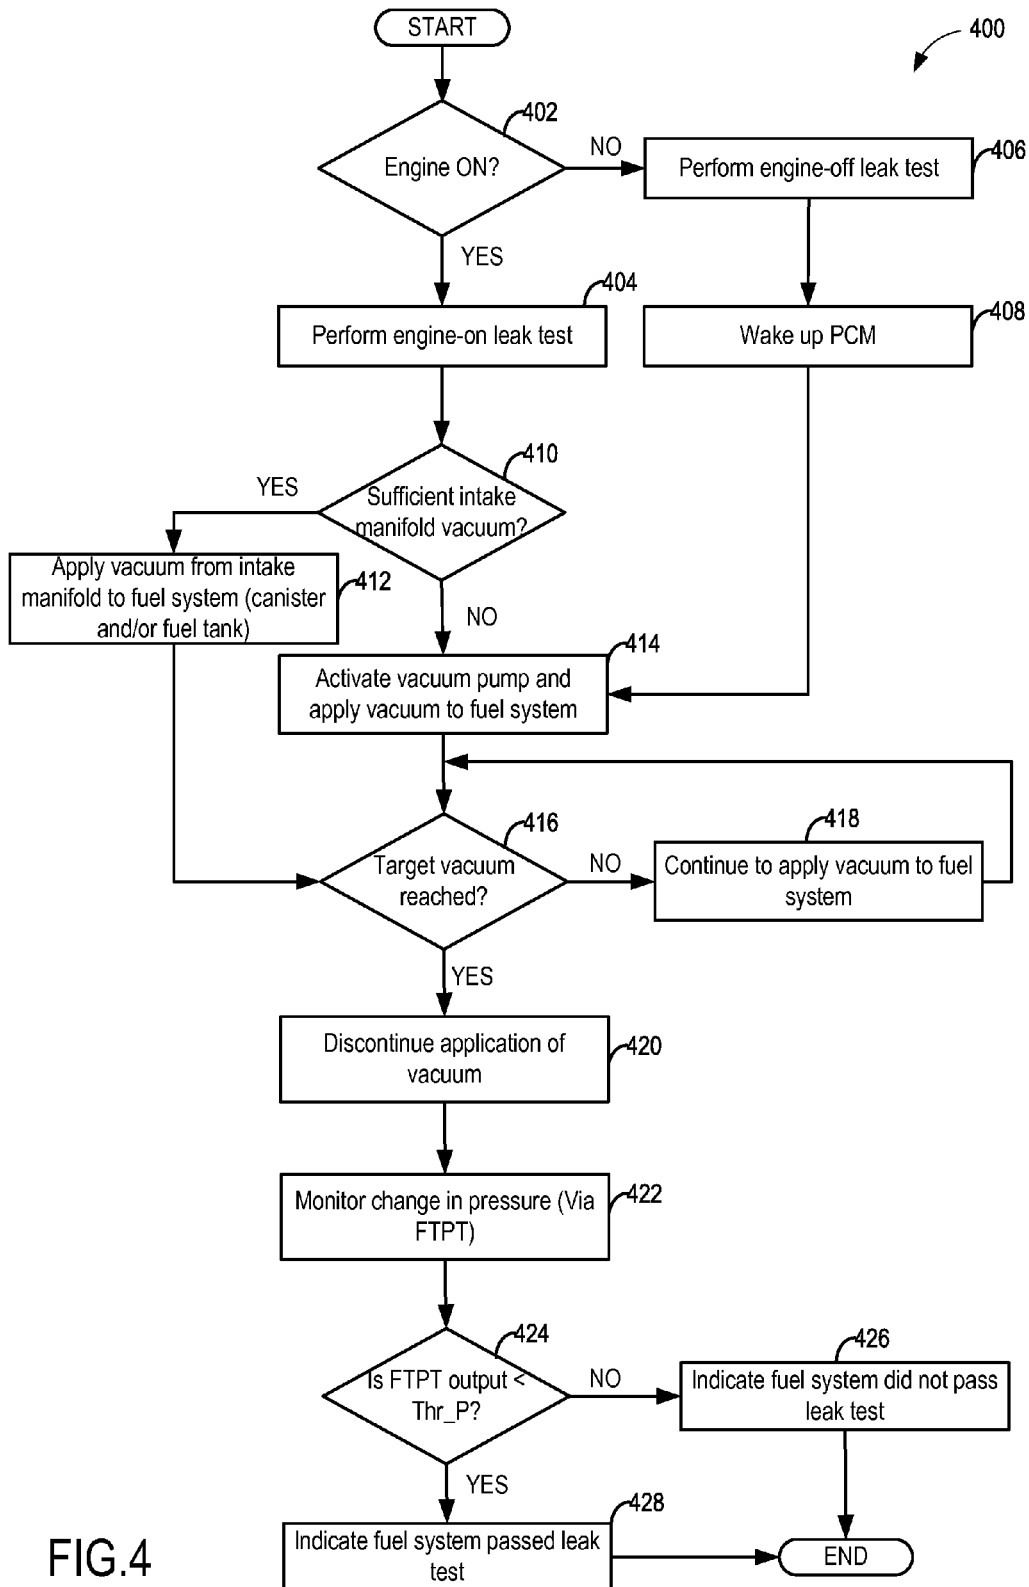 START
400
402
Engine ON?
NO
Perform engine-off leak test
406
YES
404
Perform engine-on leak test
Wake up PCM
408
410
YES
Sufficient intake
manifold vacuum?
Apply vacuum from intake
manifold to fuel system (canister
and/or fuel tank)
412
NO
414
Activate vacuum pump and
apply vacuum to fuel system
416
418
Target vacuum
reached?
NO
Continue to apply vacuum to fuel
system
YES
Discontinue application of
vacuum
420
Monitor change in pressure (Via
FTPT)
422
424
426
Is FTPT output <
Thr_P?
NO
Indicate fuel system did not pass
leak test
YES
428
Indicate fuel system passed leak
test
END
FIG.4